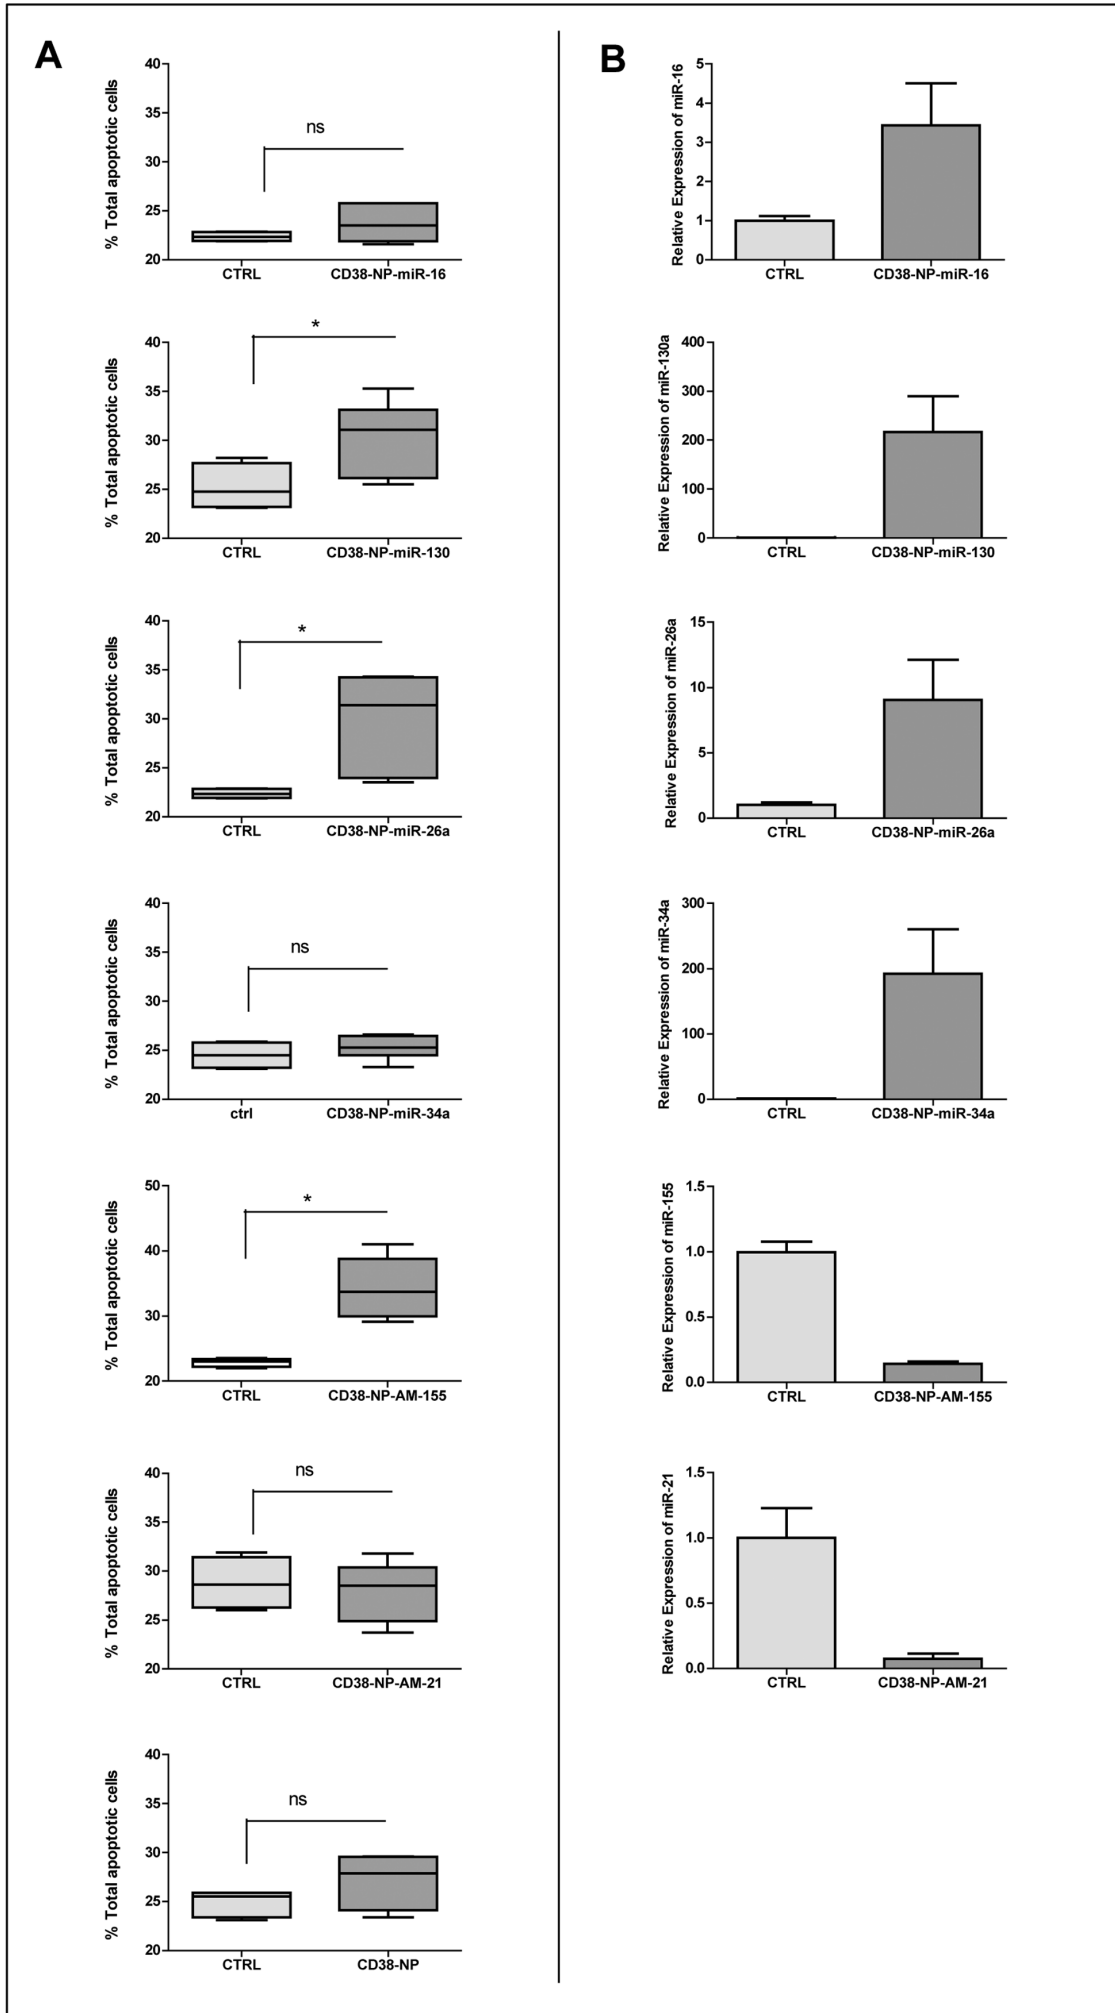 A
% Total apoptotic cells
40
35
30
25
20
ns
CTRL
CD38-NP-miR-16
% Total apoptotic cells
40
35
30
25
20
*
CTRL
CD38-NP-miR-130
% Total apoptotic cells
40
35
30
25
20
*
CTRL
CD38-NP-miR-26a
% Total apoptotic cells
40
35
30
25
20
ns
ctrl
CD38-NP-miR-34a
% Total apoptotic cells
50
40
30
20
*
CTRL
CD38-NP-AM-155
% Total apoptotic cells
40
35
30
25
20
ns
CTRL
CD38-NP-AM-21
% Total apoptotic cells
40
35
30
25
20
ns
CTRL
CD38-NP
B
Relative Expression of miR-16
5
4
3
2
1
0
CTRL
CD38-NP-miR-16
Relative Expression of miR-130a
400
300
200
100
0
CTRL
CD38-NP-miR-130
Relative Expression of miR-26a
15
10
5
0
CTRL
CD38-NP-miR-26a
Relative Expression of miR-34a
300
200
100
0
CTRL
CD38-NP-miR-34a
Relative Expression of miR-155
1.5
1.0
0.5
0.0
CTRL
CD38-NP-AM-155
Relative Expression of miR-21
1.5
1.0
0.5
0.0
CTRL
CD38-NP-AM-21